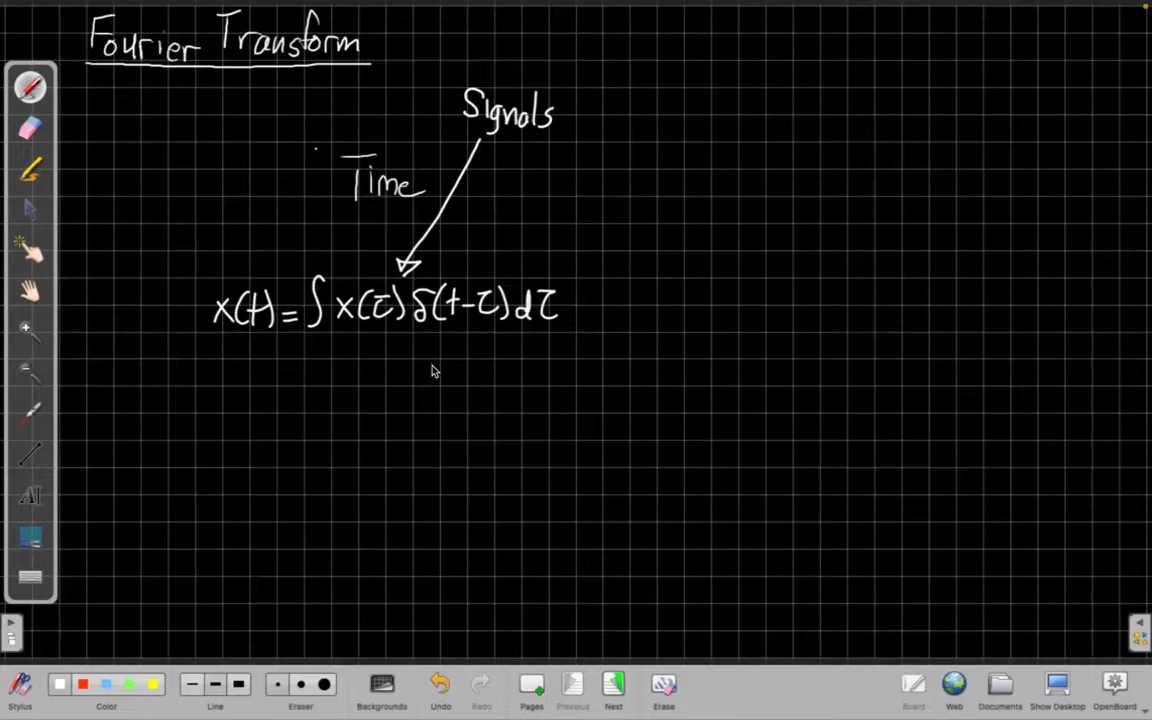 Fourier Transform
Signals
Time
x(t) = ∫ x(τ) δ(t-τ) dτ
AI
Stylus
Color
Line
Eraser
Backgrounds
Undo
Redo
Pages
Previous
Next
Erase
Board
Web
Documents
Show Desktop
OpenBoard